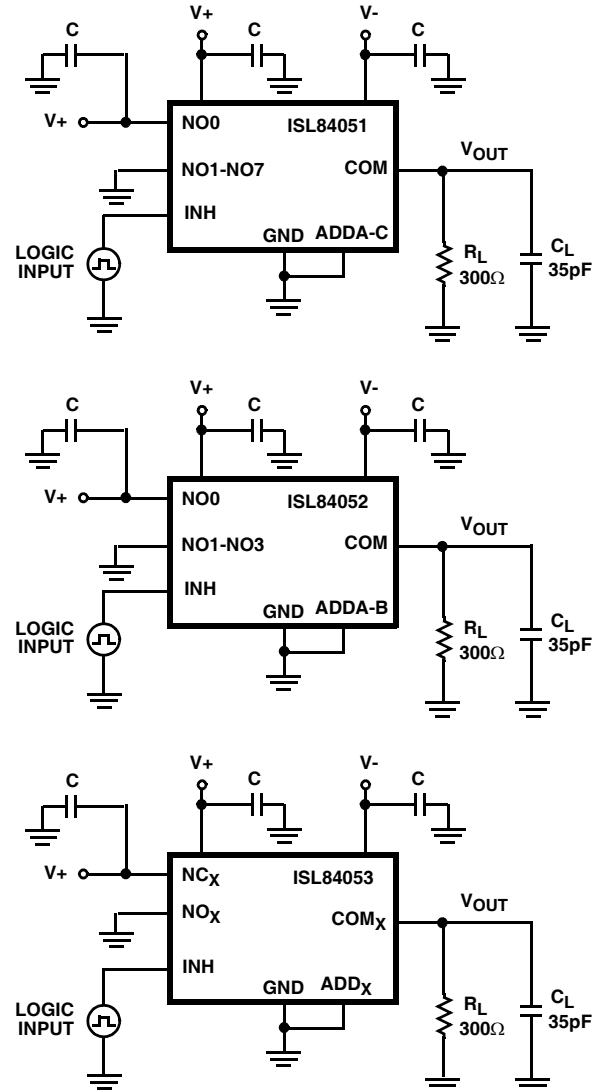 V+ V-
C C C
V+ NO0 ISL84051
NO1-NO7 COM VOUT
INH
GND ADDA-C
LOGIC
INPUT
RL
300Ω
CL
35pF
V+ V-
C C C
V+ NO0 ISL84052
NO1-NO3 COM VOUT
INH
GND ADDA-B
LOGIC
INPUT
RL
300Ω
CL
35pF
V+ V-
C C C
V+ NCX ISL84053
NOX COMX VOUT
INH
GND ADDX
LOGIC
INPUT
RL
300Ω
CL
35pF